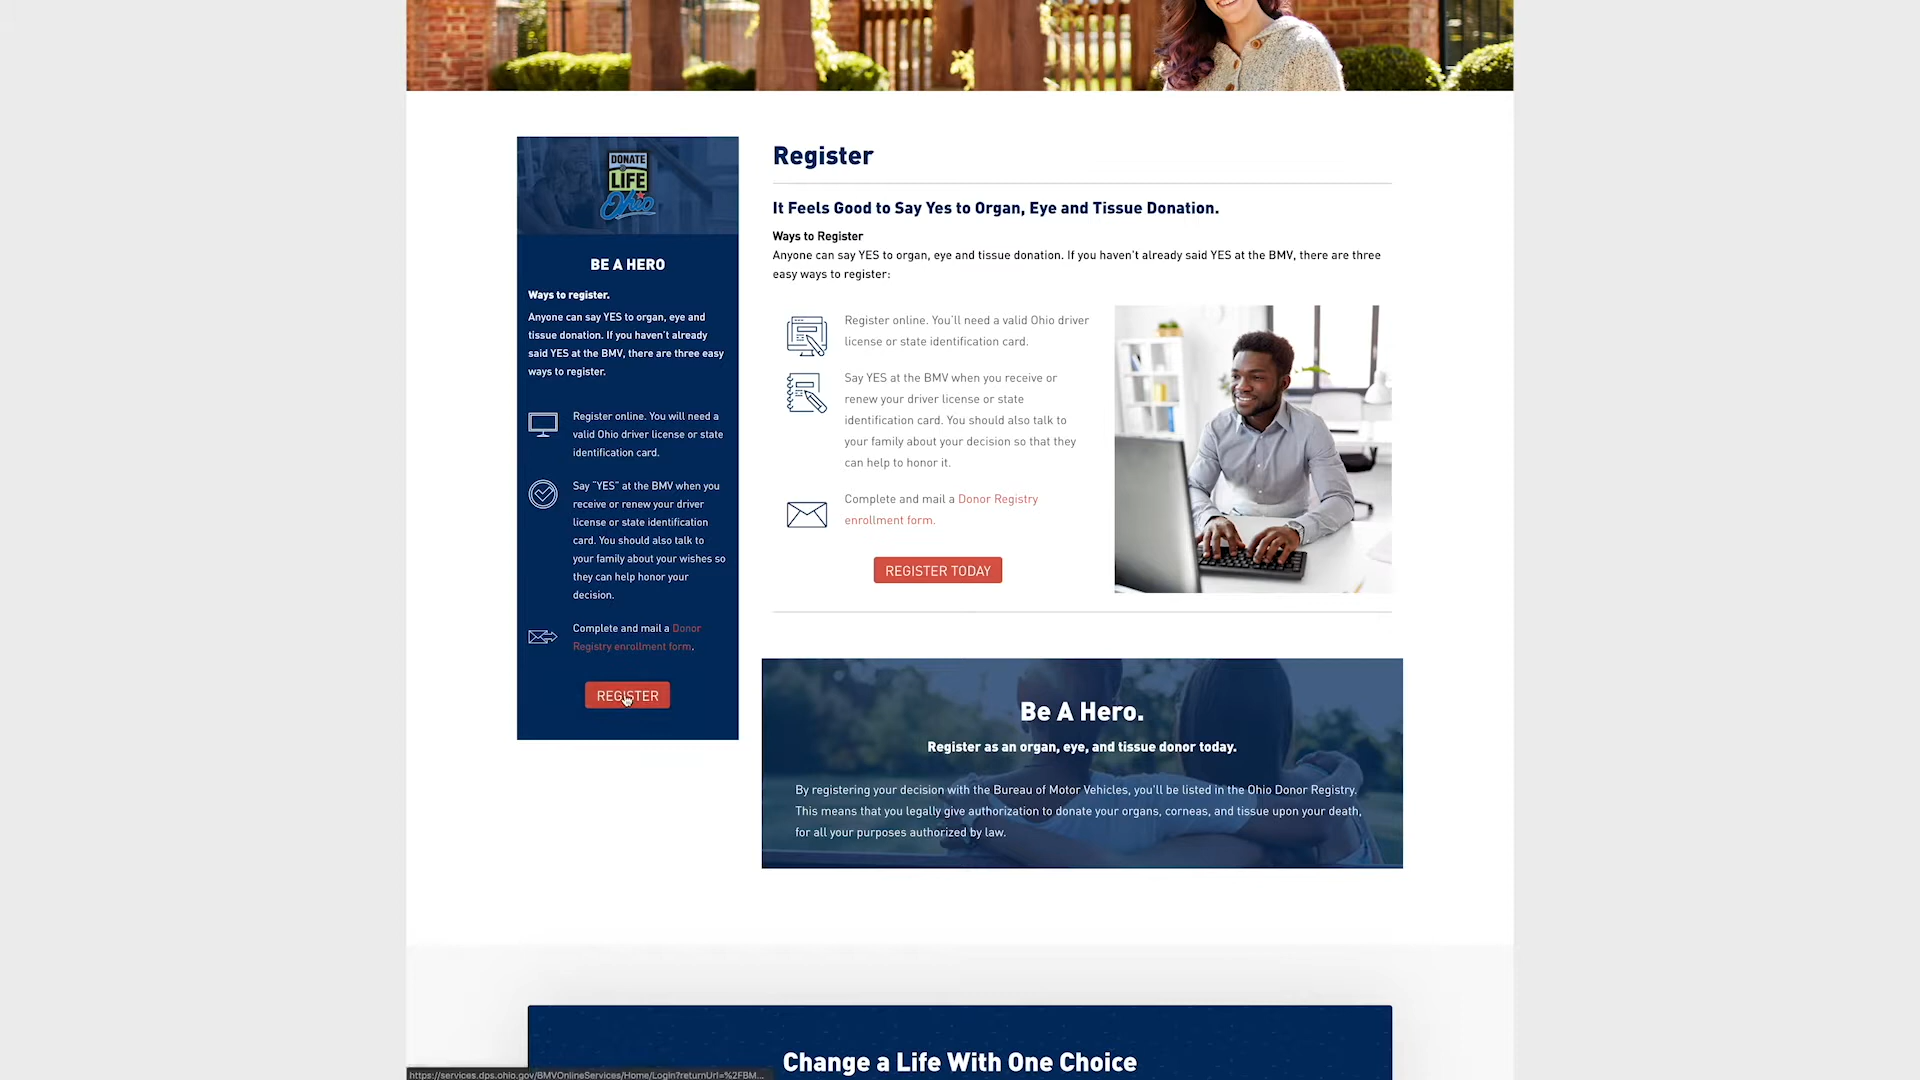 DONATE
LIFE
Ohio
BE A HERO
Ways to register.
Anyone can say YES to organ, eye and
tissue donation. If you haven't already
said YES at the BMV, there are three easy
ways to register.
Register online. You will need a
valid Ohio driver license or state
identification card.
Say "YES" at the BMV when you
receive or renew your driver
license or state identification
card. You should also talk to
your family about your wishes so
they can help honor your
decision.
Complete and mail a Donor
Registry enrollment form.
REGISTER
Register
It Feels Good to Say Yes to Organ, Eye and Tissue Donation.
Ways to Register
Anyone can say YES to organ, eye and tissue donation. If you haven't already said YES at the BMV, there are three
easy ways to register:
Register online. You'll need a valid Ohio driver
license or state identification card.
Say YES at the BMV when you receive or
renew your driver license or state
identification card. You should also talk to
your family about your decision so that they
can help to honor it.
Complete and mail a Donor Registry
enrollment form.
REGISTER TODAY
Be A Hero.
Register as an organ, eye, and tissue donor today.
By registering your decision with the Bureau of Motor Vehicles, you'll be listed in the Ohio Donor Registry.
This means that you legally give authorization to donate your organs, corneas, and tissue upon your death,
for all your purposes authorized by law.
Change a Life With One Choice
https://services.dps.ohio.gov/BMVOnlineServices/Home/Login?returnUrl=%2FBM...